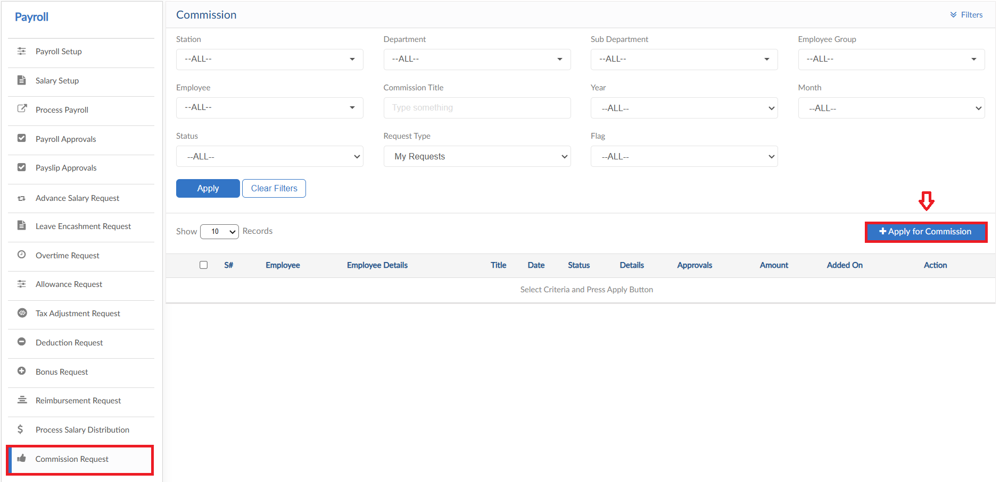 Payroll
Payroll Setup
Salary Setup
Process Payroll
Payroll Approvals
Payslip Approvals
Advance Salary Request
Leave Encashment Request
Overtime Request
Allowance Request
Tax Adjustment Request
Deduction Request
Bonus Request
Reimbursement Request
Process Salary Distribution
Commission Request
Commission Filters
Station Department Sub Department Employee Group
--ALL-- --ALL-- --ALL-- --ALL--
Employee Commission Title Year Month
--ALL-- Type something --ALL-- --ALL--
Status Request Type Flag
--ALL-- My Requests --ALL--
Apply Clear Filters
Show 10 Records + Apply for Commission
S# Employee Employee Details Title Date Status Details Approvals Amount Added On Action
Select Criteria and Press Apply Button